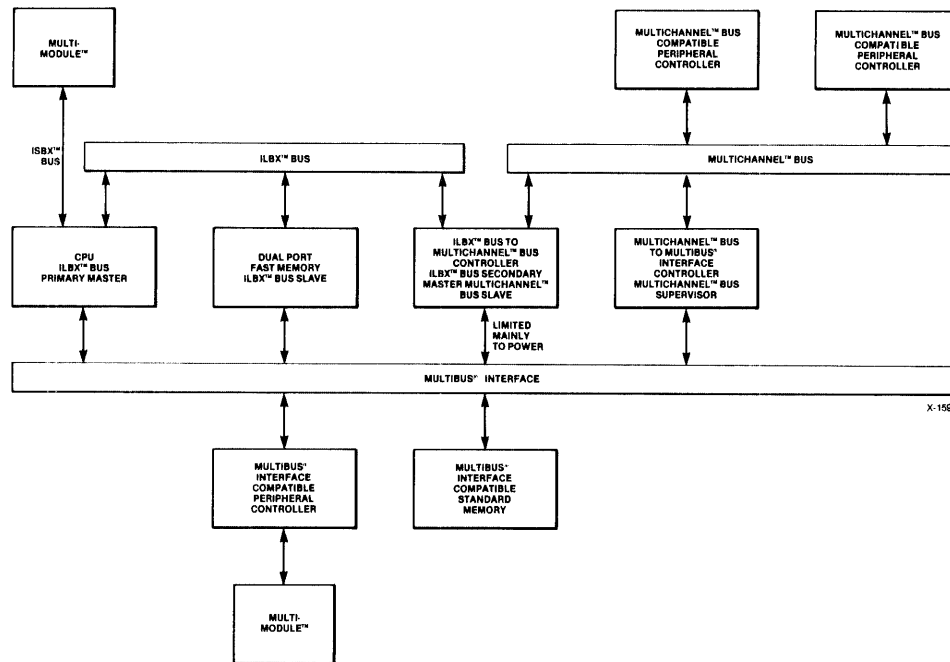 MULTI-
MODULE™
MULTICHANNEL™ BUS
COMPATIBLE
PERIPHERAL
CONTROLLER
MULTICHANNEL™ BUS
COMPATIBLE
PERIPHERAL
CONTROLLER
ISBX™
BUS
ILBX™ BUS
MULTICHANNEL™ BUS
CPU
ILBX™ BUS
PRIMARY MASTER
DUAL PORT
FAST MEMORY
ILBX™ BUS SLAVE
ILBX™ BUS TO
MULTICHANNEL™ BUS
CONTROLLER
ILBX™ BUS SECONDARY
MASTER MULTICHANNEL™
BUS SLAVE
MULTICHANNEL™ BUS
TO MULTIBUS®
INTERFACE
CONTROLLER
MULTICHANNEL™ BUS
SUPERVISOR
LIMITED
MAINLY
TO POWER
MULTIBUS® INTERFACE
X-159
MULTIBUS®
INTERFACE
COMPATIBLE
PERIPHERAL
CONTROLLER
MULTIBUS®
INTERFACE
COMPATIBLE
STANDARD
MEMORY
MULTI-
MODULE™